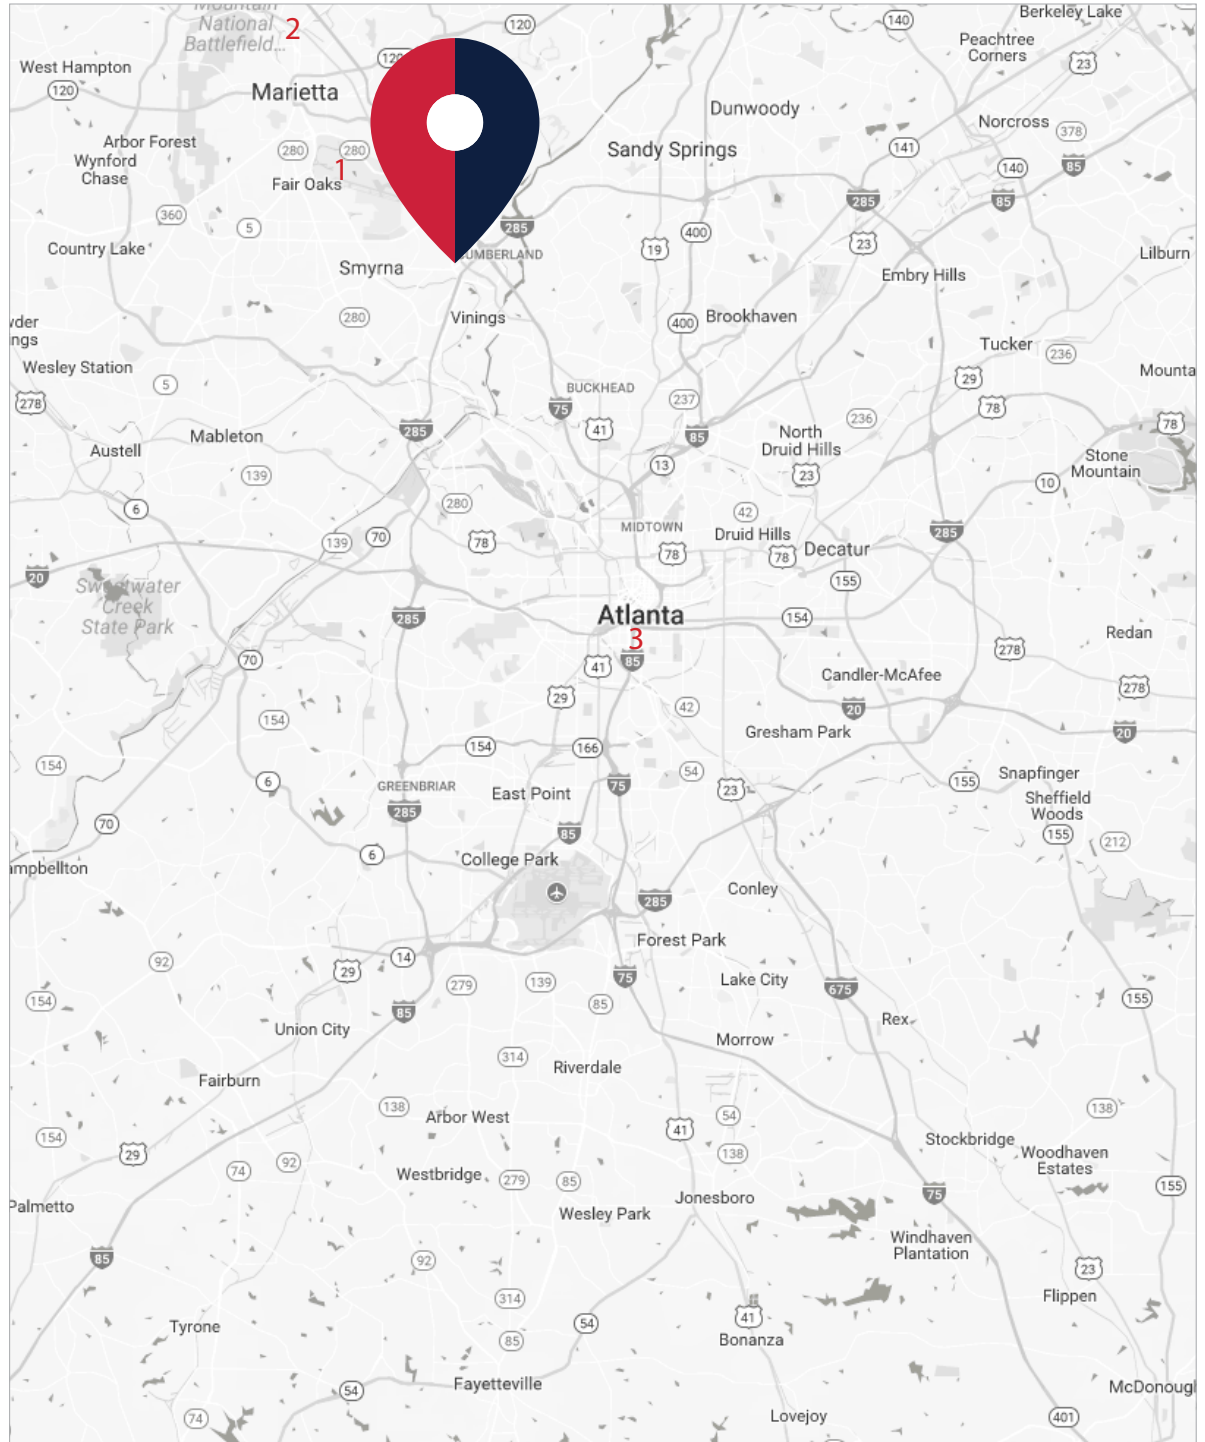 Mountain
National
Battlefield...
2
120
140
Berkeley Lake
Peachtree
Corners
23
West Hampton
120
120
Marietta
Dunwoody
Norcross
378
Arbor Forest
Wynford
Chase
280
280
1
Fair Oaks
Sandy Springs
141
140
85
360
5
285
400
285
85
Country Lake
CUMBERLAND
19
23
Lilburn
Smyrna
Embry Hills
280
Vinings
400
Brookhaven
wder
ngs
Tucker
236
Wesley Station
5
BUCKHEAD
29
Mounta
278
75
237
78
Mableton
285
41
85
236
78
Austell
North
Druid Hills
13
23
Stone
Mountain
139
10
6
280
42
MIDTOWN
139
70
78
78
Druid Hills
78
Decatur
285
20
Sweetwater
Creek
State Park
155
285
Atlanta
3
154
Redan
70
41
85
278
29
Candler-McAfee
278
154
42
20
154
166
Gresham Park
20
154
6
54
GREENBRIAR
75
23
155
Snapfinger
285
East Point
Sheffield
Woods
70
85
155
212
6
ampbellton
College Park
285
Conley
Forest Park
92
29
14
75
Lake City
279
139
675
154
85
85
155
Union City
Rex
Morrow
314
Riverdale
Fairburn
138
Arbor West
54
138
154
41
29
138
Stockbridge
Woodhaven
Estates
74
92
Westbridge
279
85
155
Palmetto
Jonesboro
75
Wesley Park
Windhaven
Plantation
85
92
23
314
Flippen
54
41
Tyrone
85
Bonanza
54
Fayetteville
McDonough
74
Lovejoy
401